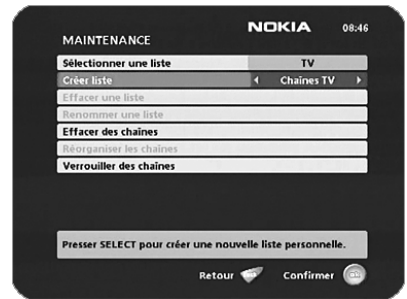 NOKIA 08:46
MAINTENANCE
Sélectionner une liste TV
Créer liste Chaînes TV
Effacer une liste
Renommer une liste
Effacer des chaînes
Réorganiser les chaînes
Verrouiller des chaînes
Presser SELECT pour créer une nouvelle liste personnelle.
Retour Confirmer